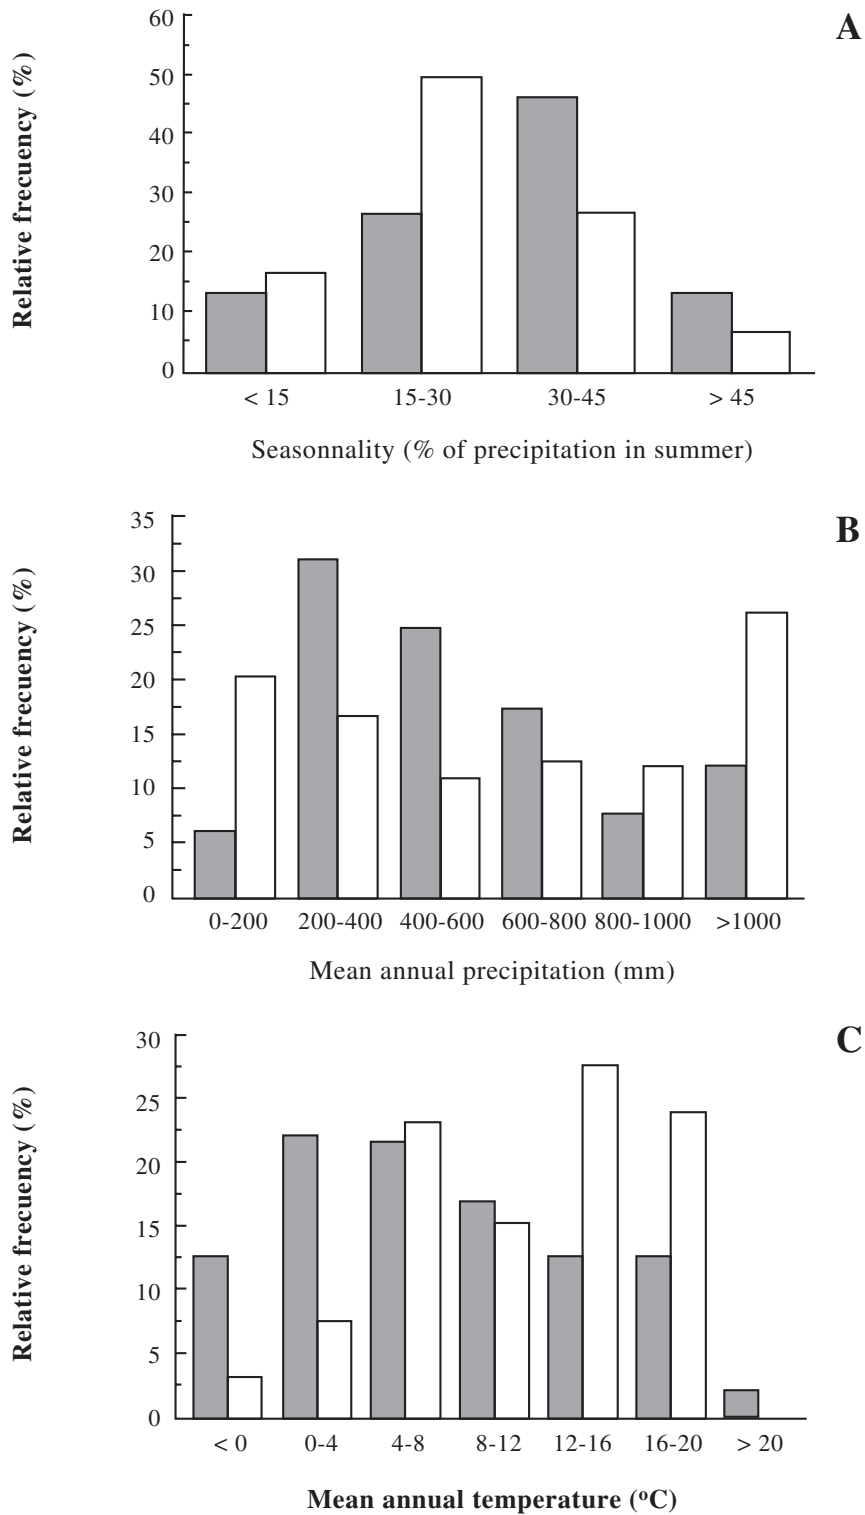 A
Relative frecuency (%)
60
50
40
30
20
10
0
< 15 15-30 30-45 > 45
Seasonnality (% of precipitation in summer)
B
Relative frecuency (%)
35
30
25
20
15
10
5
0
0-200 200-400 400-600 600-800 800-1000 >1000
Mean annual precipitation (mm)
C
Relative frecuency (%)
30
25
20
15
10
5
0
< 0 0-4 4-8 8-12 12-16 16-20 > 20
Mean annual temperature (ºC)